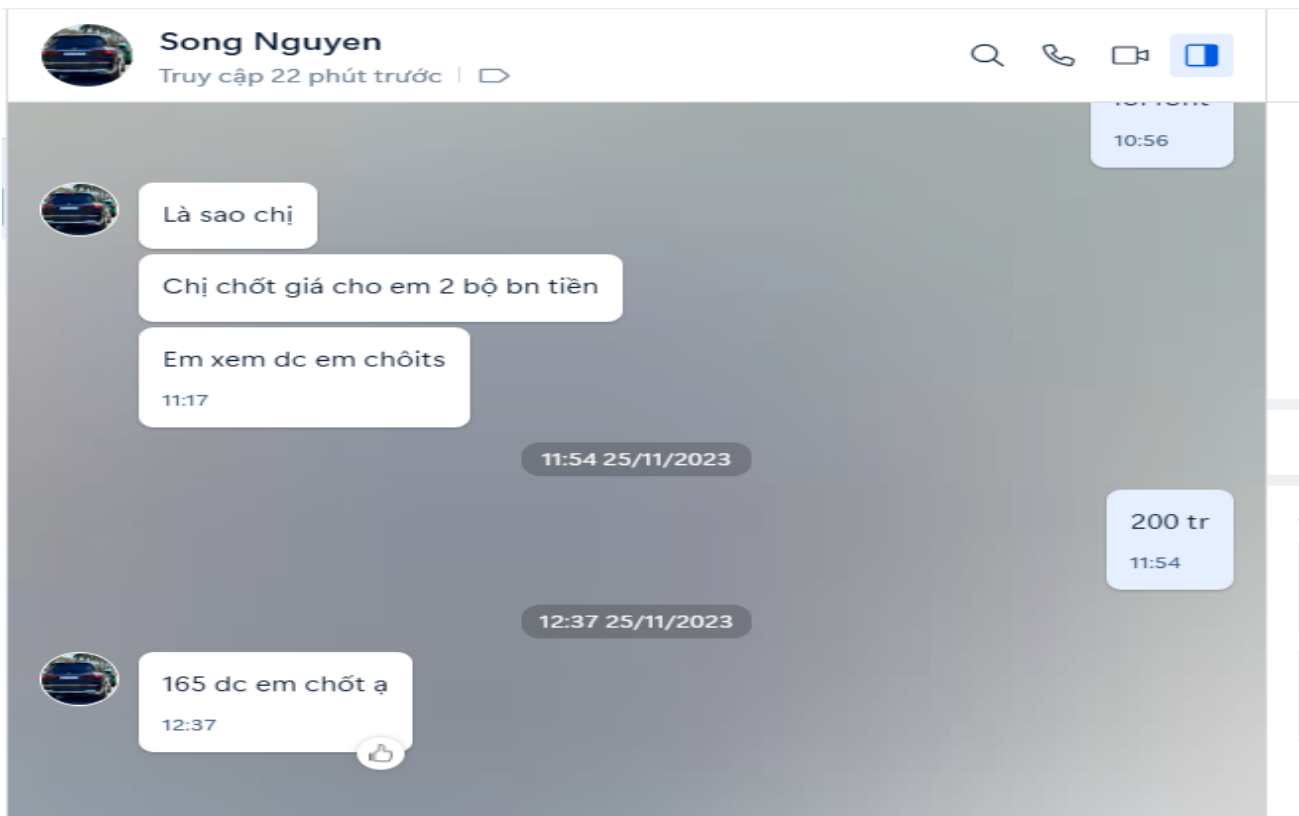 Song Nguyen
Truy cập 22 phút trước
10:56
Là sao chị
Chị chốt giá cho em 2 bộ bn tiền
Em xem dc em chôits
11:17
11:54 25/11/2023
200 tr
11:54
12:37 25/11/2023
165 dc em chốt ạ
12:37